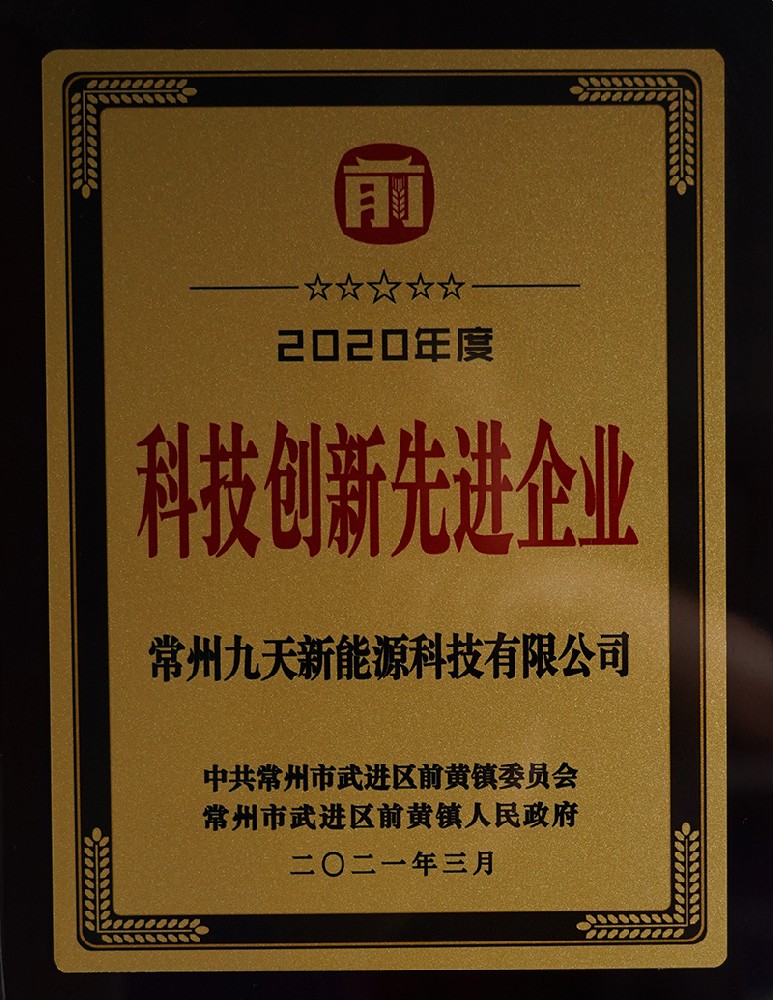 前
2020年度
科技创新先进企业
常州九天新能源科技有限公司
中共常州市武进区前黄镇委员会
常州市武进区前黄镇人民政府
二〇二一年三月